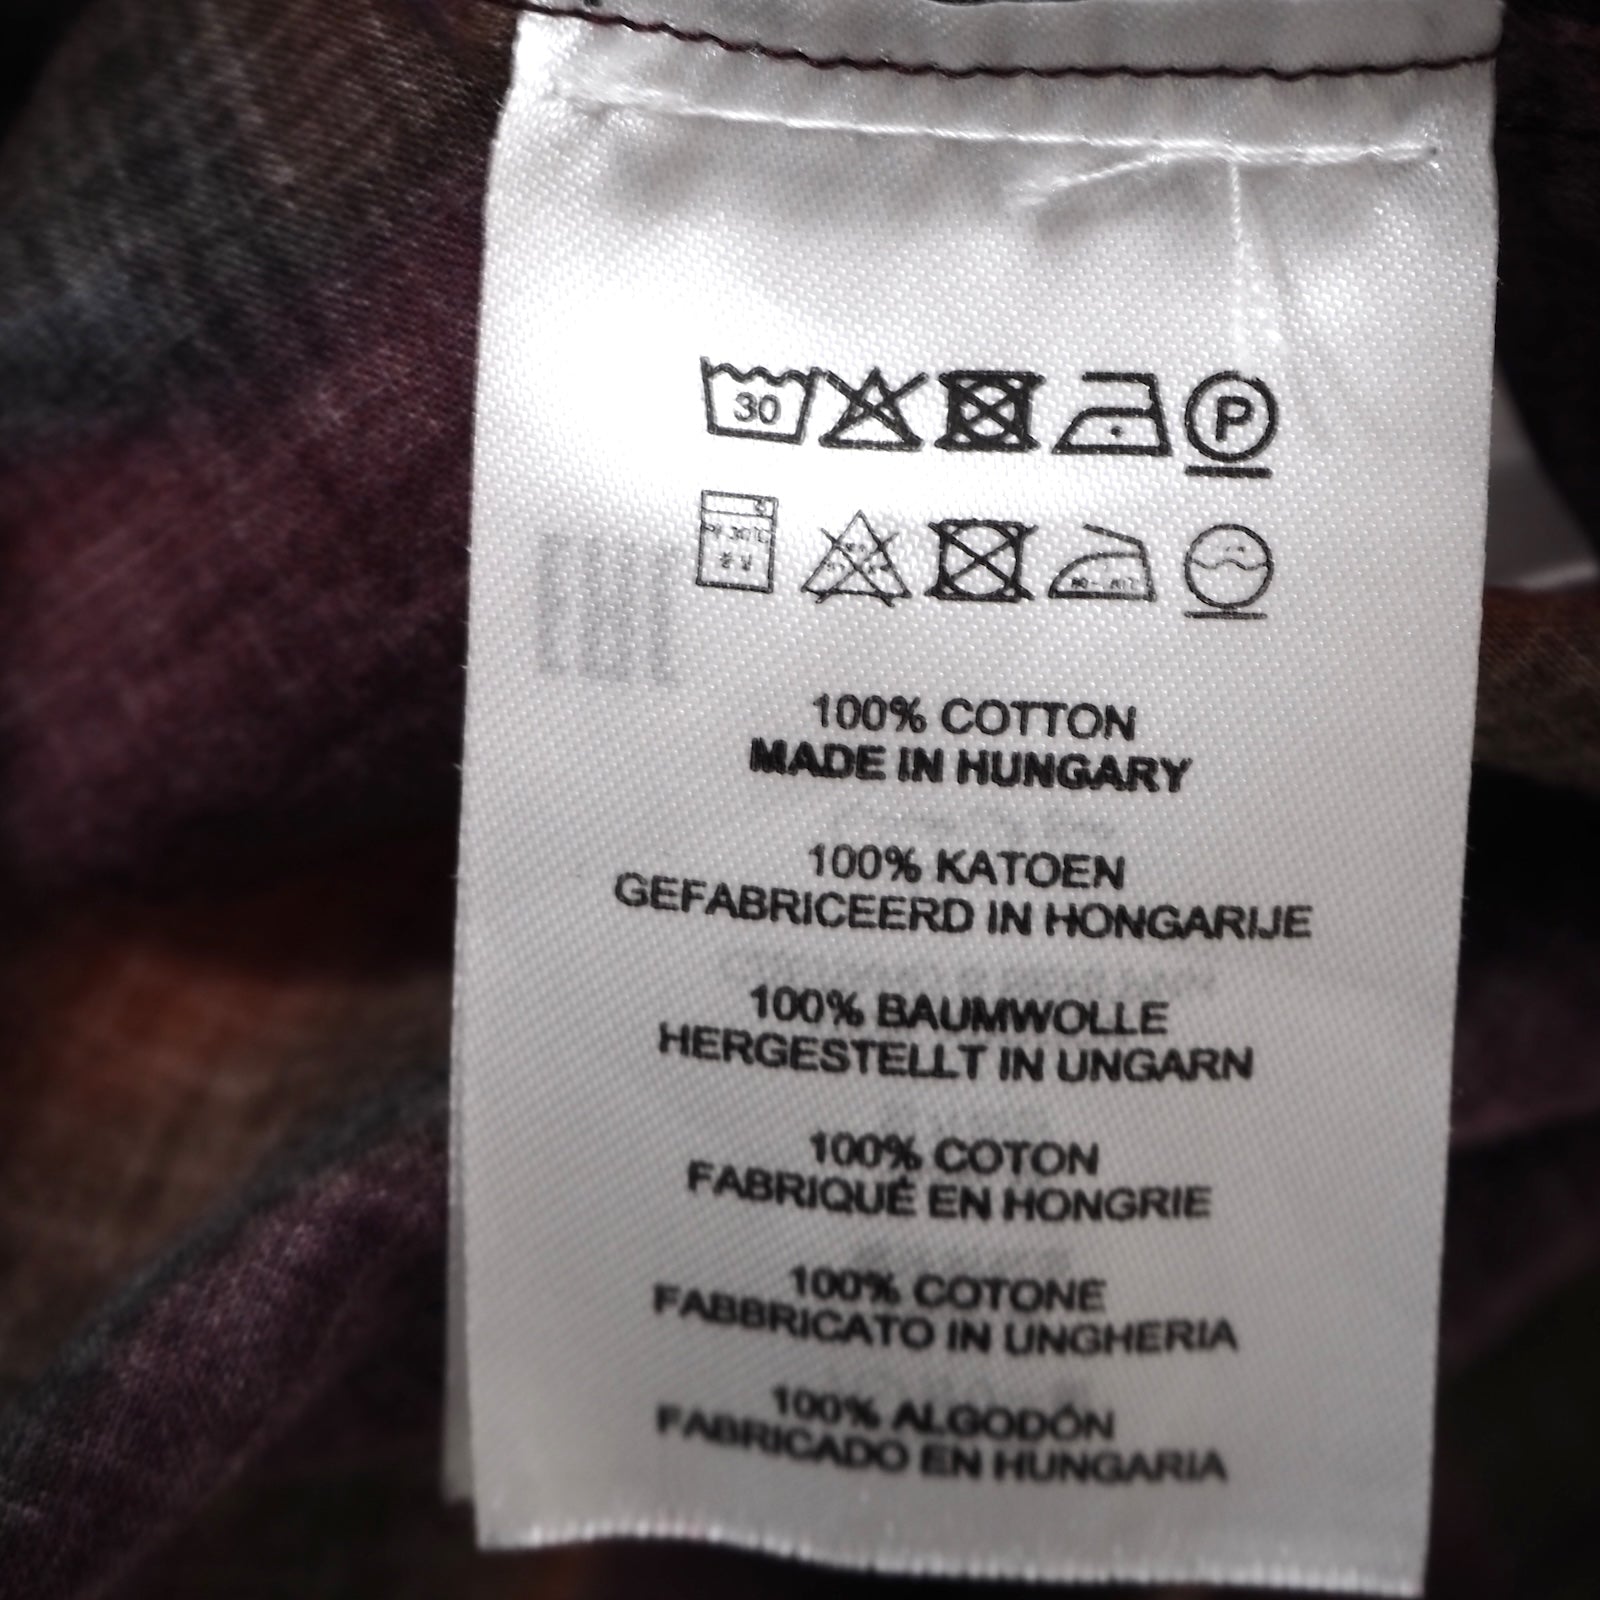 30
P
100% COTTON
MADE IN HUNGARY
100% KATOEN
GEFABRICEERD IN HONGARIJE
100% BAUMWOLLE
HERGESTELLT IN UNGARN
100% COTON
FABRIQUÉ EN HONGRIE
100% COTONE
FABBRICATO IN UNGHERIA
100% ALGODÓN
FABRICADO EN HUNGARIA